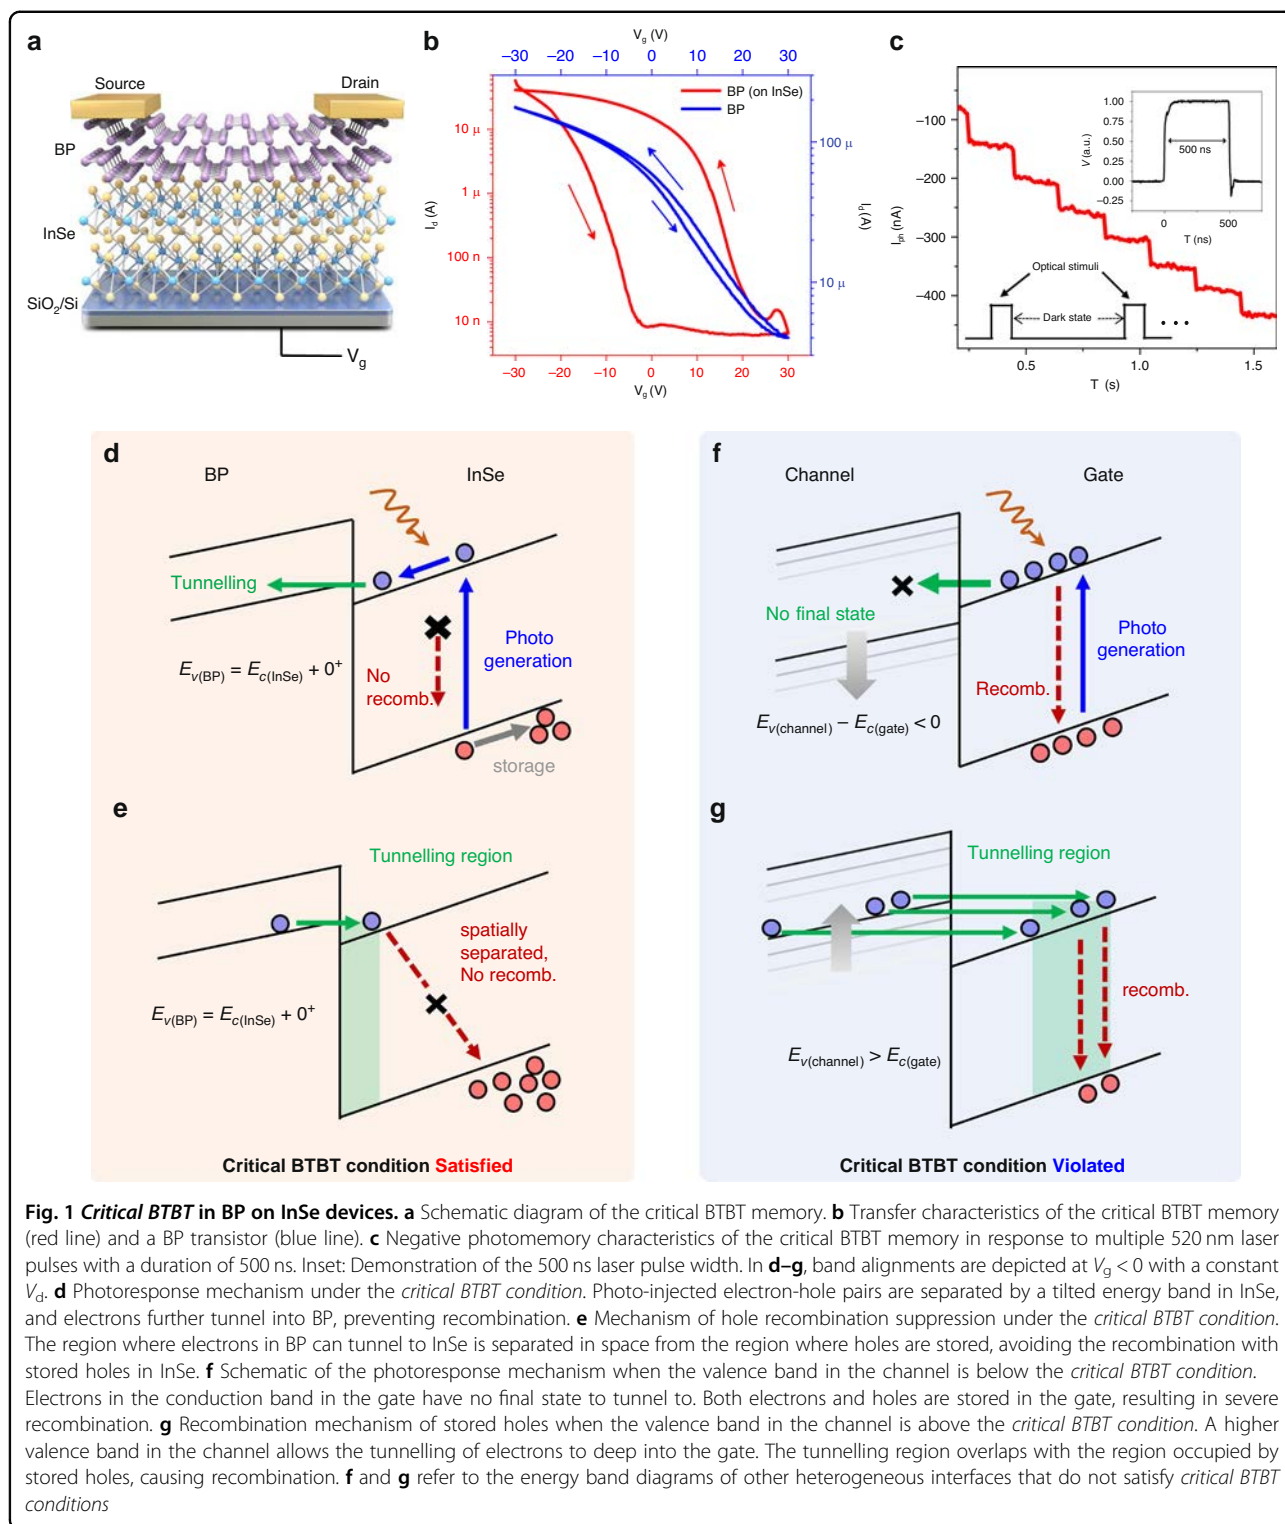 a
Source
Drain
BP
InSe
SiO₂/Si
V_g
b
V_g (V)
−30 −20 −10 0 10 20 30
BP (on InSe)
BP
10 μ
1 μ
100 n
10 n
I_d (A)
100 μ
10 μ
I_d (A)
−30 −20 −10 0 10 20 30
V_g (V)
c
−100
−200
−300
−400
I_ph (nA)
1.00
0.75
0.50
0.25
0.00
−0.25
V (a.u.)
500 ns
0 500
T (ns)
Optical stimuli
Dark state
• • •
0.5 1.0 1.5
T (s)
d
BP InSe
Tunnelling
E_v(BP) = E_c(InSe) + 0⁺
No
recomb.
Photo
generation
storage
e
Tunnelling region
spatially
separated,
No recomb.
E_v(BP) = E_c(InSe) + 0⁺
Critical BTBT condition Satisfied
f
Channel Gate
No final state
Recomb.
Photo
generation
E_v(channel) − E_c(gate) < 0
g
Tunnelling region
recomb.
E_v(channel) > E_c(gate)
Critical BTBT condition Violated
Fig. 1 Critical BTBT in BP on InSe devices. a Schematic diagram of the critical BTBT memory. b Transfer characteristics of the critical BTBT memory
(red line) and a BP transistor (blue line). c Negative photomemory characteristics of the critical BTBT memory in response to multiple 520 nm laser
pulses with a duration of 500 ns. Inset: Demonstration of the 500 ns laser pulse width. In d–g, band alignments are depicted at V_g < 0 with a constant
V_d. d Photoresponse mechanism under the critical BTBT condition. Photo-injected electron-hole pairs are separated by a tilted energy band in InSe,
and electrons further tunnel into BP, preventing recombination. e Mechanism of hole recombination suppression under the critical BTBT condition.
The region where electrons in BP can tunnel to InSe is separated in space from the region where holes are stored, avoiding the recombination with
stored holes in InSe. f Schematic of the photoresponse mechanism when the valence band in the channel is below the critical BTBT condition.
Electrons in the conduction band in the gate have no final state to tunnel to. Both electrons and holes are stored in the gate, resulting in severe
recombination. g Recombination mechanism of stored holes when the valence band in the channel is above the critical BTBT condition. A higher
valence band in the channel allows the tunnelling of electrons to deep into the gate. The tunnelling region overlaps with the region occupied by
stored holes, causing recombination. f and g refer to the energy band diagrams of other heterogeneous interfaces that do not satisfy critical BTBT
conditions